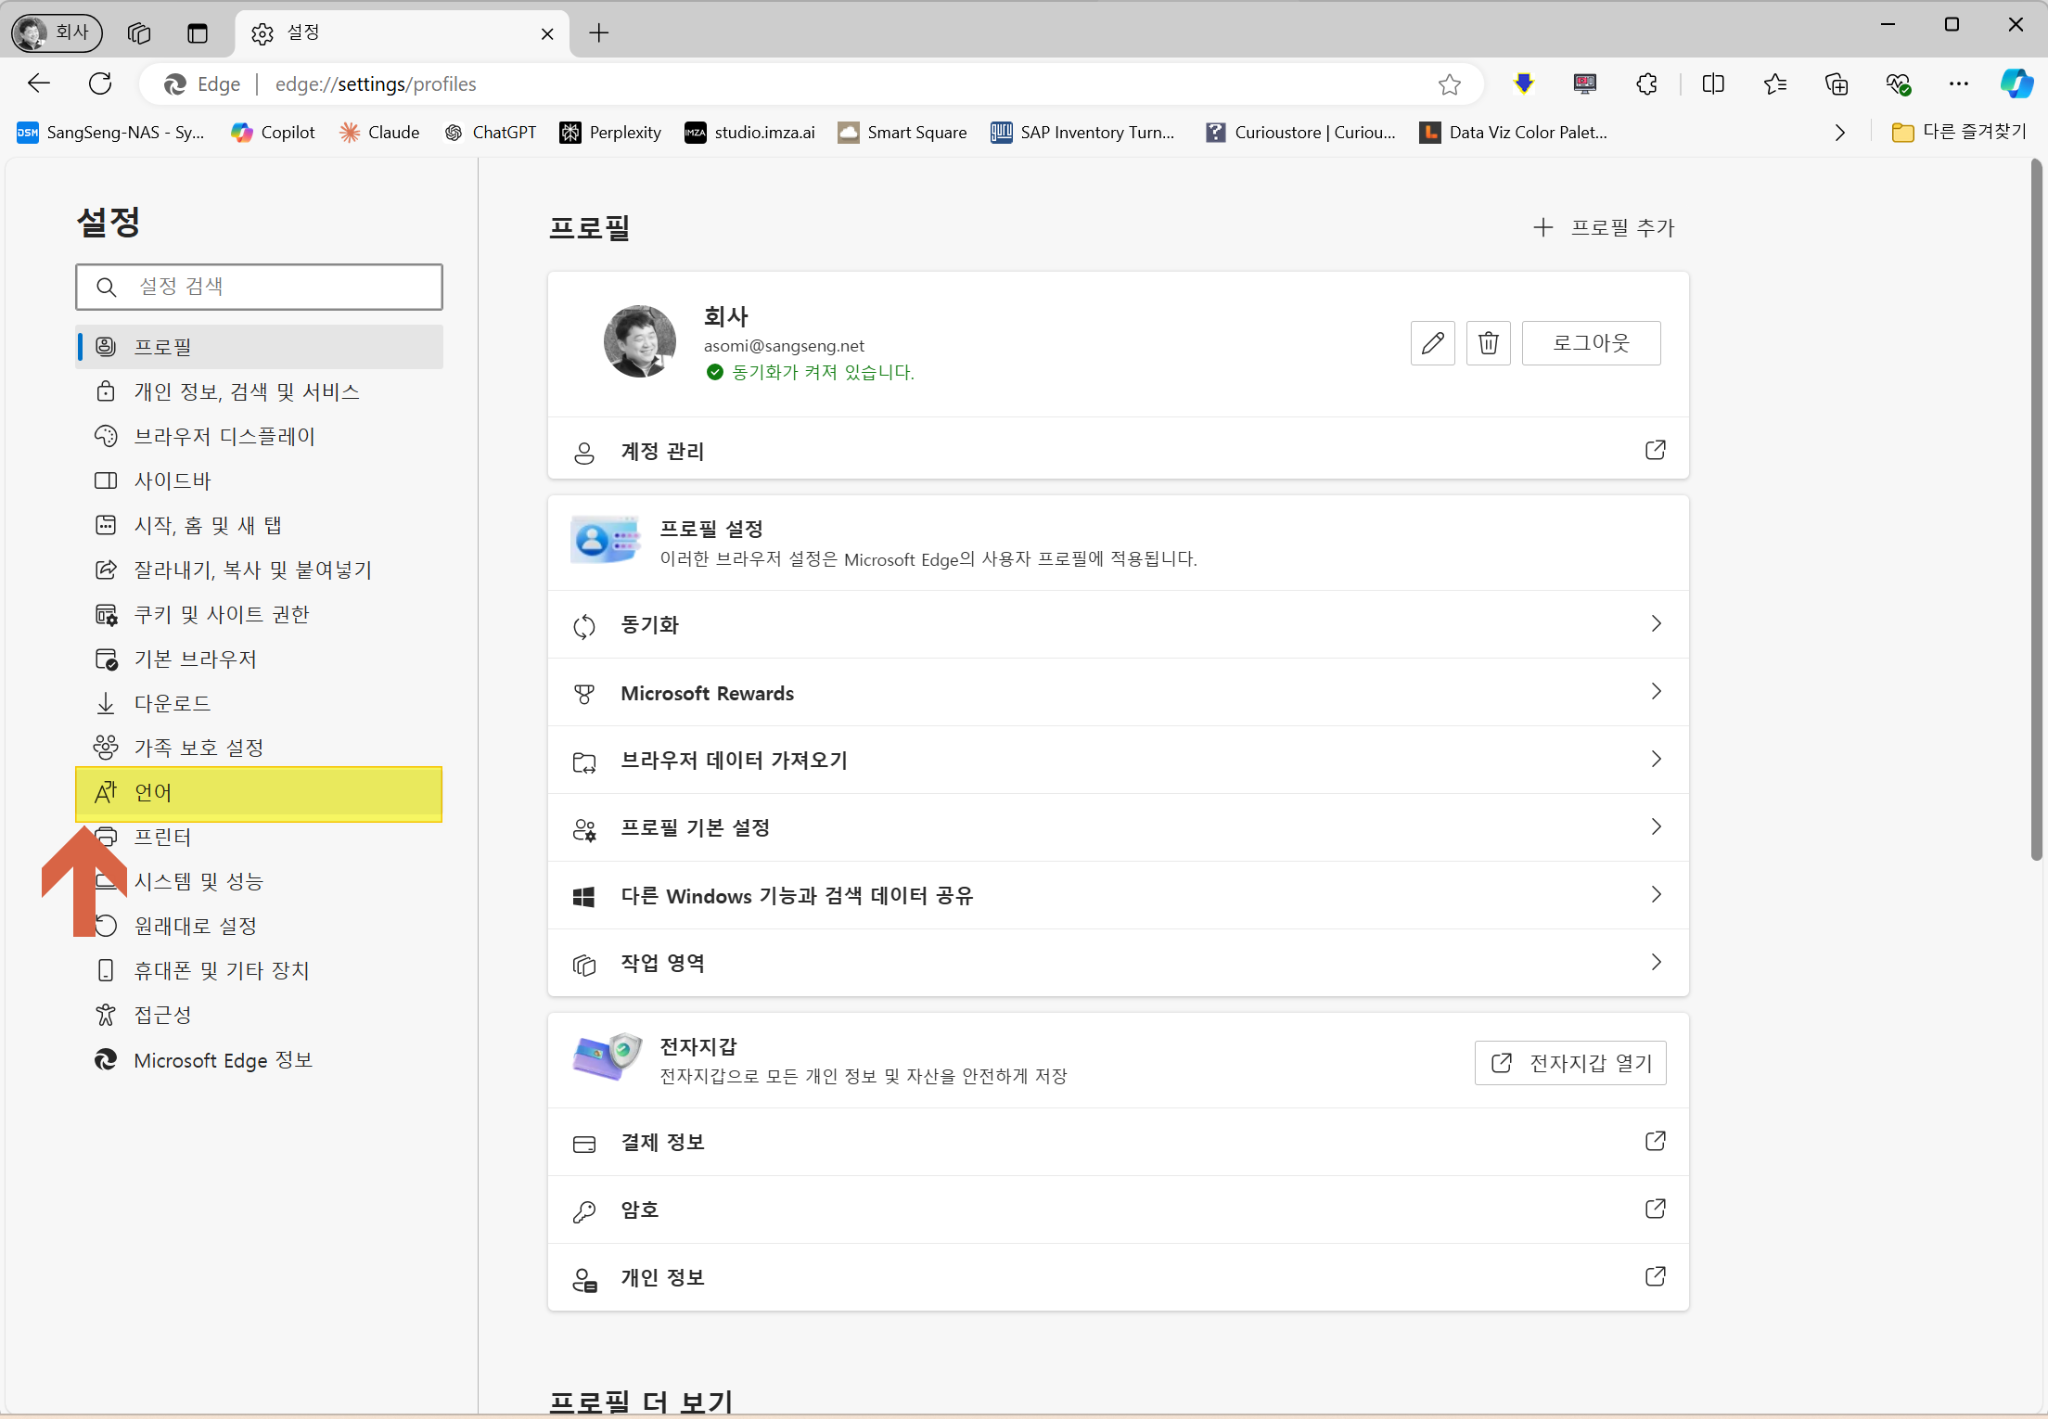 회사
설정
Edge
edge://settings/profiles
SangSeng-NAS - Sy...
Copilot
Claude
ChatGPT
Perplexity
studio.imza.ai
Smart Square
SAP Inventory Turn...
Curioustore | Curiou...
Data Viz Color Palet...
다른 즐겨찾기
설정
설정 검색
프로필
개인 정보, 검색 및 서비스
브라우저 디스플레이
사이드바
시작, 홈 및 새 탭
잘라내기, 복사 및 붙여넣기
쿠키 및 사이트 권한
기본 브라우저
다운로드
가족 보호 설정
언어
프린터
시스템 및 성능
원래대로 설정
휴대폰 및 기타 장치
접근성
Microsoft Edge 정보
프로필
프로필 추가
회사
asomi@sangseng.net
동기화가 켜져 있습니다.
로그아웃
계정 관리
프로필 설정
이러한 브라우저 설정은 Microsoft Edge의 사용자 프로필에 적용됩니다.
동기화
Microsoft Rewards
브라우저 데이터 가져오기
프로필 기본 설정
다른 Windows 기능과 검색 데이터 공유
작업 영역
전자지갑
전자지갑으로 모든 개인 정보 및 자산을 안전하게 저장
전자지갑 열기
결제 정보
암호
개인 정보
프로필 더 보기